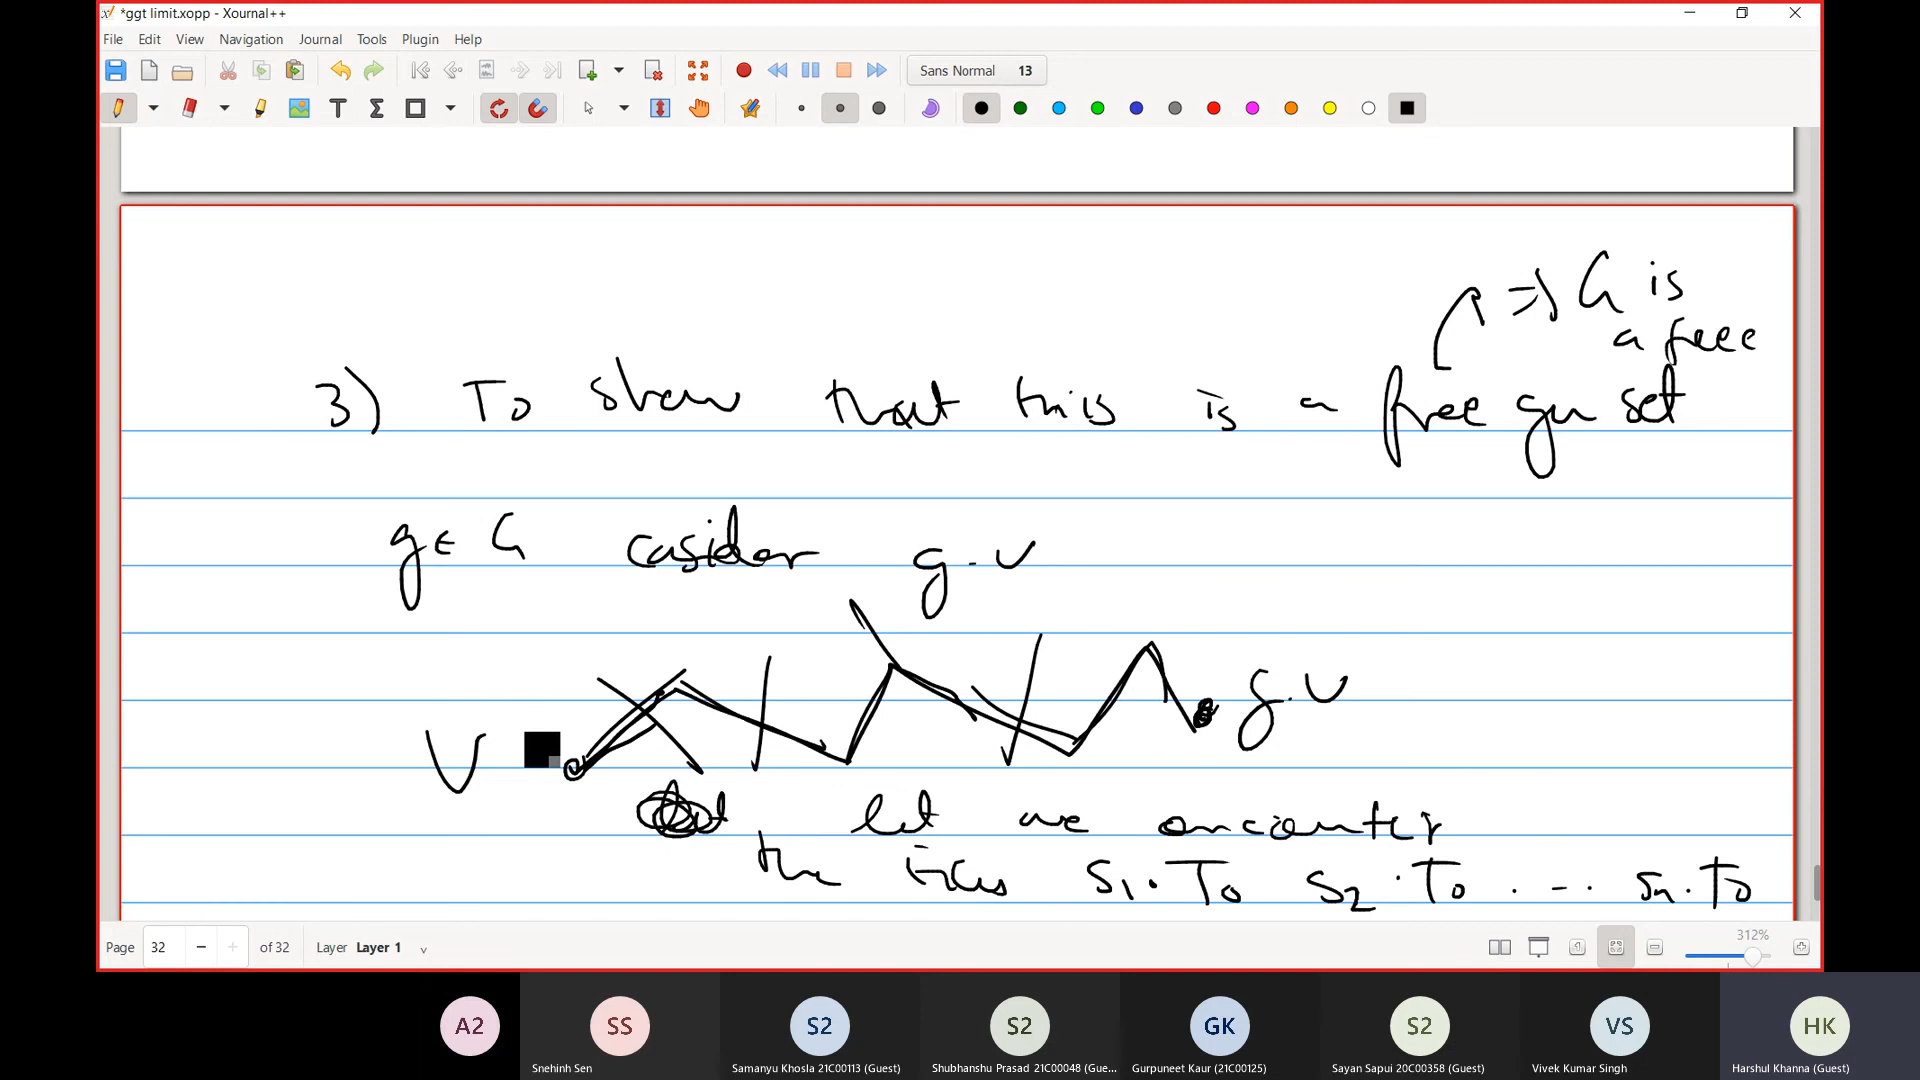 *ggt limit.xopp - Xournal++
File Edit View Navigation Journal Tools Plugin Help
Sans Normal 13
⇒ G is
a free
3) To show that this is a free gen set
g ∈ G casider g.v
V g.v
let we encounter
the tiles S1.T0 S2.T0 . -- . Sn.T0
Page 32 of 32 Layer Layer 1 312%
A2 SS S2 S2 GK S2 VS HK
Snehinh Sen Samanyu Khosla 21C00113 (Guest) Shubhanshu Prasad 21C00048 (Gue... Gurpuneet Kaur (21C00125) Sayan Sapui 20C00358 (Guest) Vivek Kumar Singh Harshul Khanna (Guest)